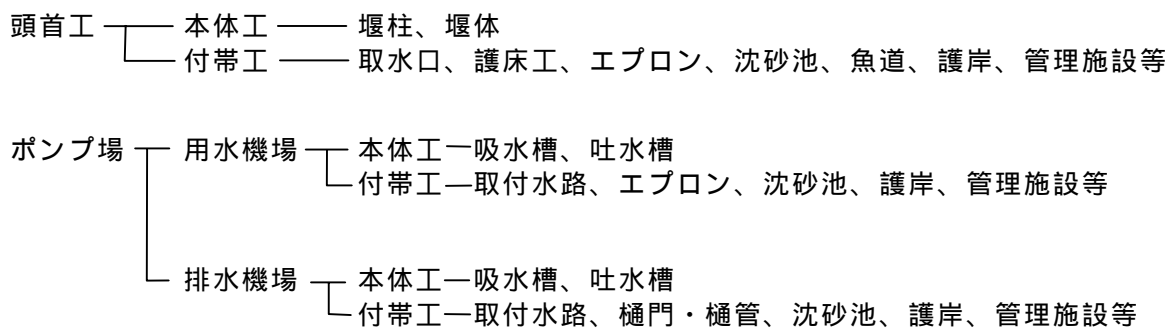 頭首工 本体工 堰柱、堰体
付帯工 取水口、護床工、エプロン、沈砂池、魚道、護岸、管理施設等
ポンプ場 用水機場 本体工 吸水槽、吐水槽
付帯工 取付水路、エプロン、沈砂池、護岸、管理施設等
排水機場 本体工 吸水槽、吐水槽
付帯工 取付水路、樋門・樋管、沈砂池、護岸、管理施設等